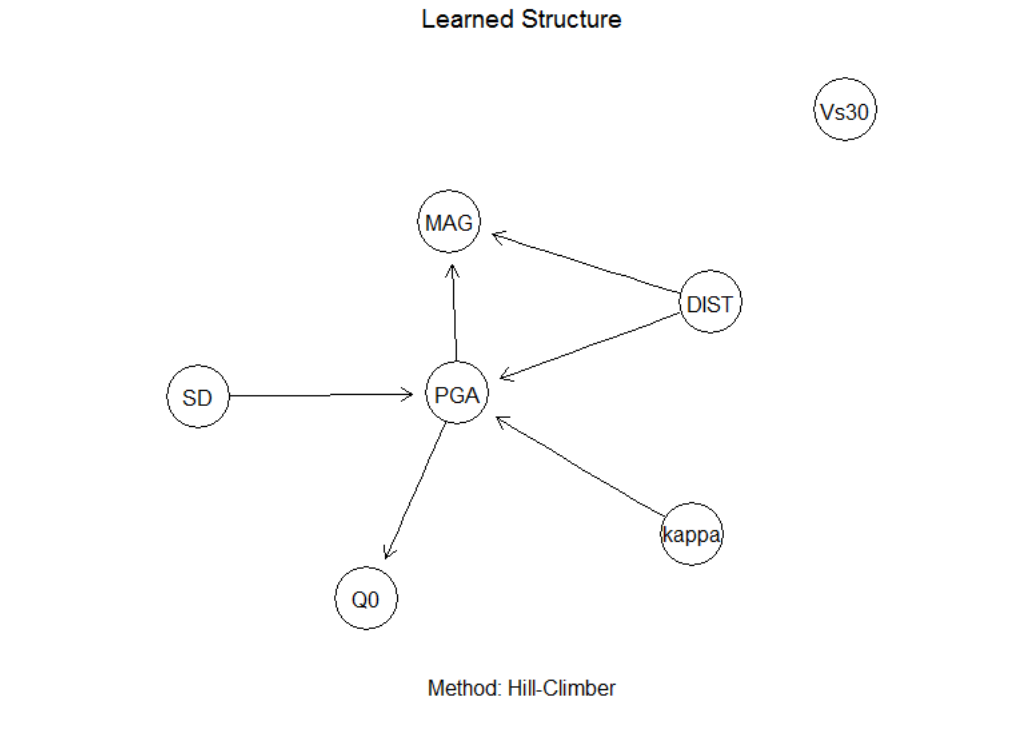 Learned Structure
Vs30
MAG
DIST
SD
PGA
kappa
Q0
Method: Hill-Climber